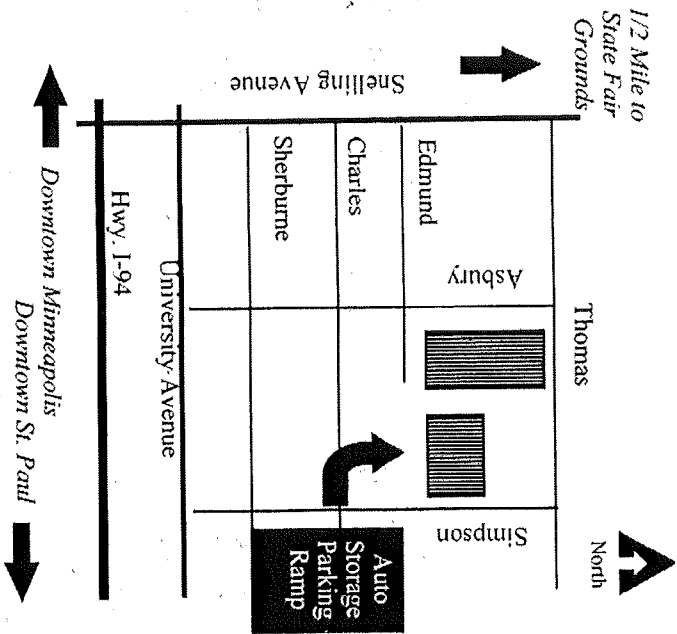 1/2 Mile to
State Fair
Grounds
North
Thomas
Snelling Avenue
Asbury
Simpson
Edmund
Charles
Sherburne
Auto
Storage
Parking
Ramp
University Avenue
Hwy. I-94
Downtown Minneapolis
Downtown St. Paul